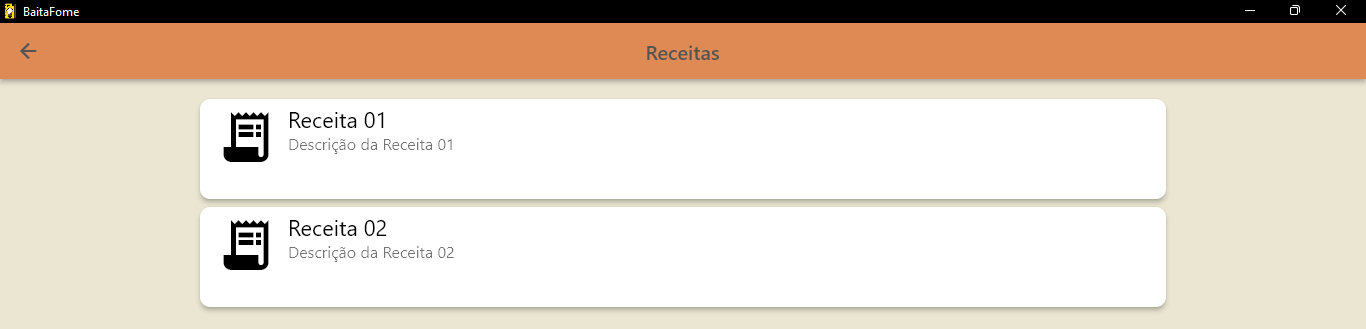 BaitaFome
Receitas
Receita 01
Descrição da Receita 01
Receita 02
Descrição da Receita 02